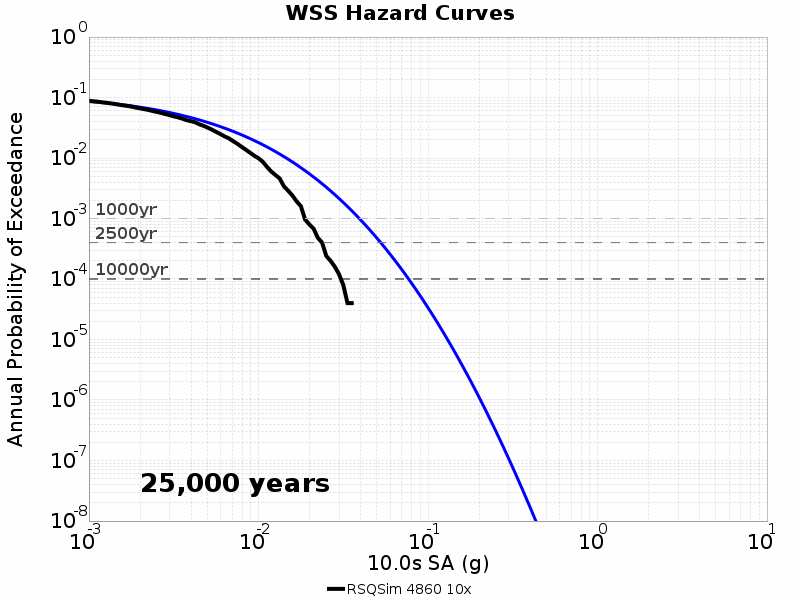 WSS Hazard Curves
Annual Probability of Exceedance
10^0
10^-1
10^-2
10^-3
10^-4
10^-5
10^-6
10^-7
10^-8
1000yr
2500yr
10000yr
25,000 years
10^-3
10^-2
10^-1
10^0
10^1
10.0s SA (g)
RSQSim 4860 10x